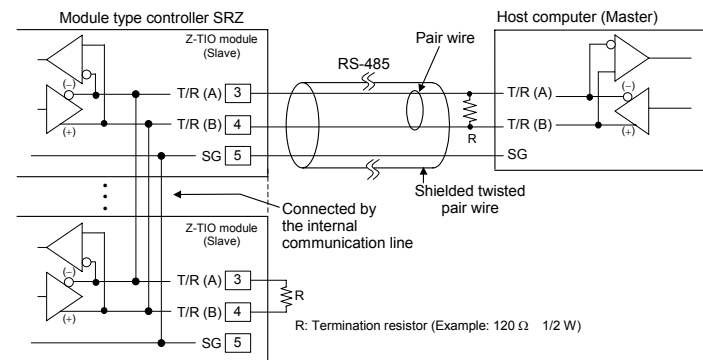 Module type controller SRZ
Host computer (Master)
Z-TIO module
(Slave)
Pair wire
RS-485
(−)
(+)
T/R (A) 3
T/R (B) 4
SG 5
R
T/R (A)
(−)
T/R (B)
(+)
SG
Shielded twisted
pair wire
Connected by
the internal
communication line
Z-TIO module
(Slave)
(−)
(+)
T/R (A) 3
T/R (B) 4
SG 5
R
R: Termination resistor (Example: 120 Ω 1/2 W)